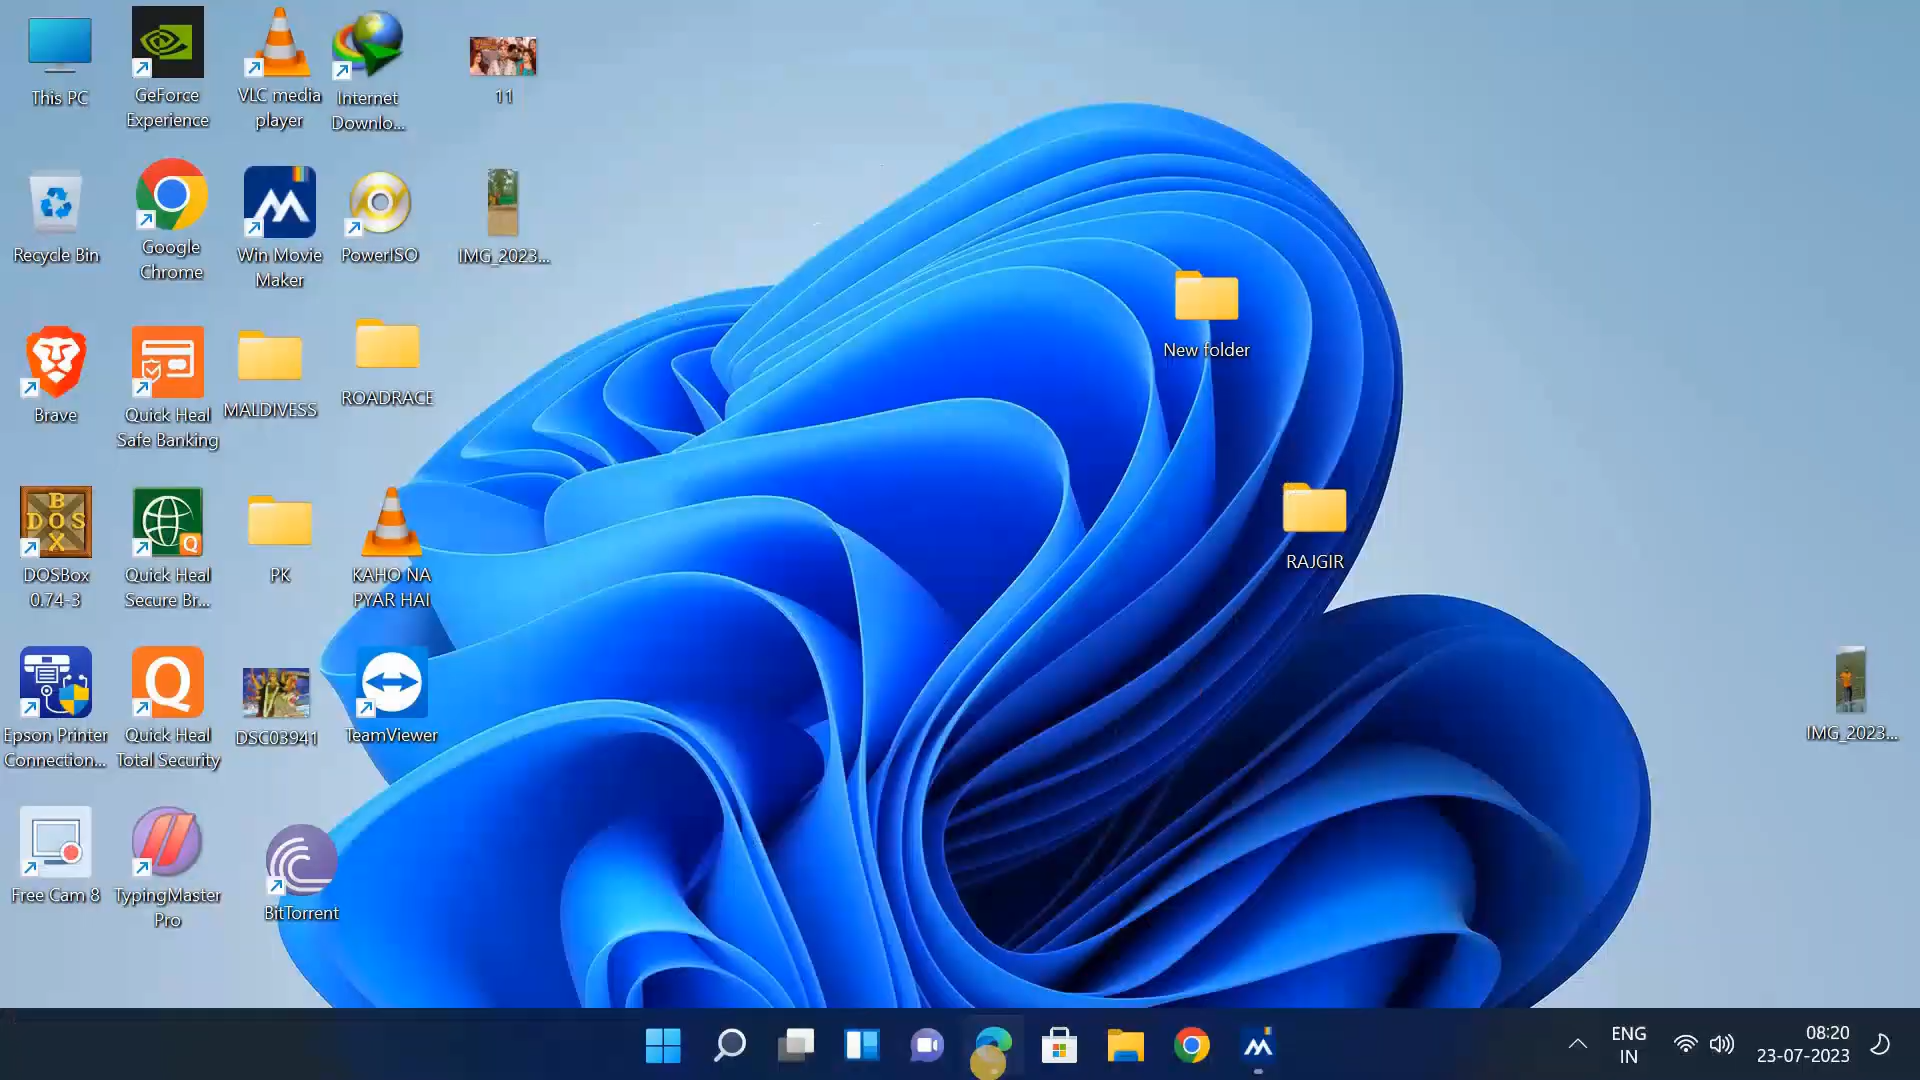 This PC
GeForce
Experience
VLC media
player
Internet
Downlo...
11
Recycle Bin
Google
Chrome
Win Movie
Maker
PowerISO
IMG_2023...
Brave
Quick Heal
Safe Banking
MALDIVESS
ROADRACE
New folder
B
DOS
X
DOSBox
0.74-3
Quick Heal
Secure Br...
PK
KAHO NA
PYAR HAI
RAJGIR
Epson Printer
Connection...
Quick Heal
Total Security
DSC03941
TeamViewer
IMG_2023...
Free Cam 8
TypingMaster
Pro
BitTorrent
ENG
IN
08:20
23-07-2023